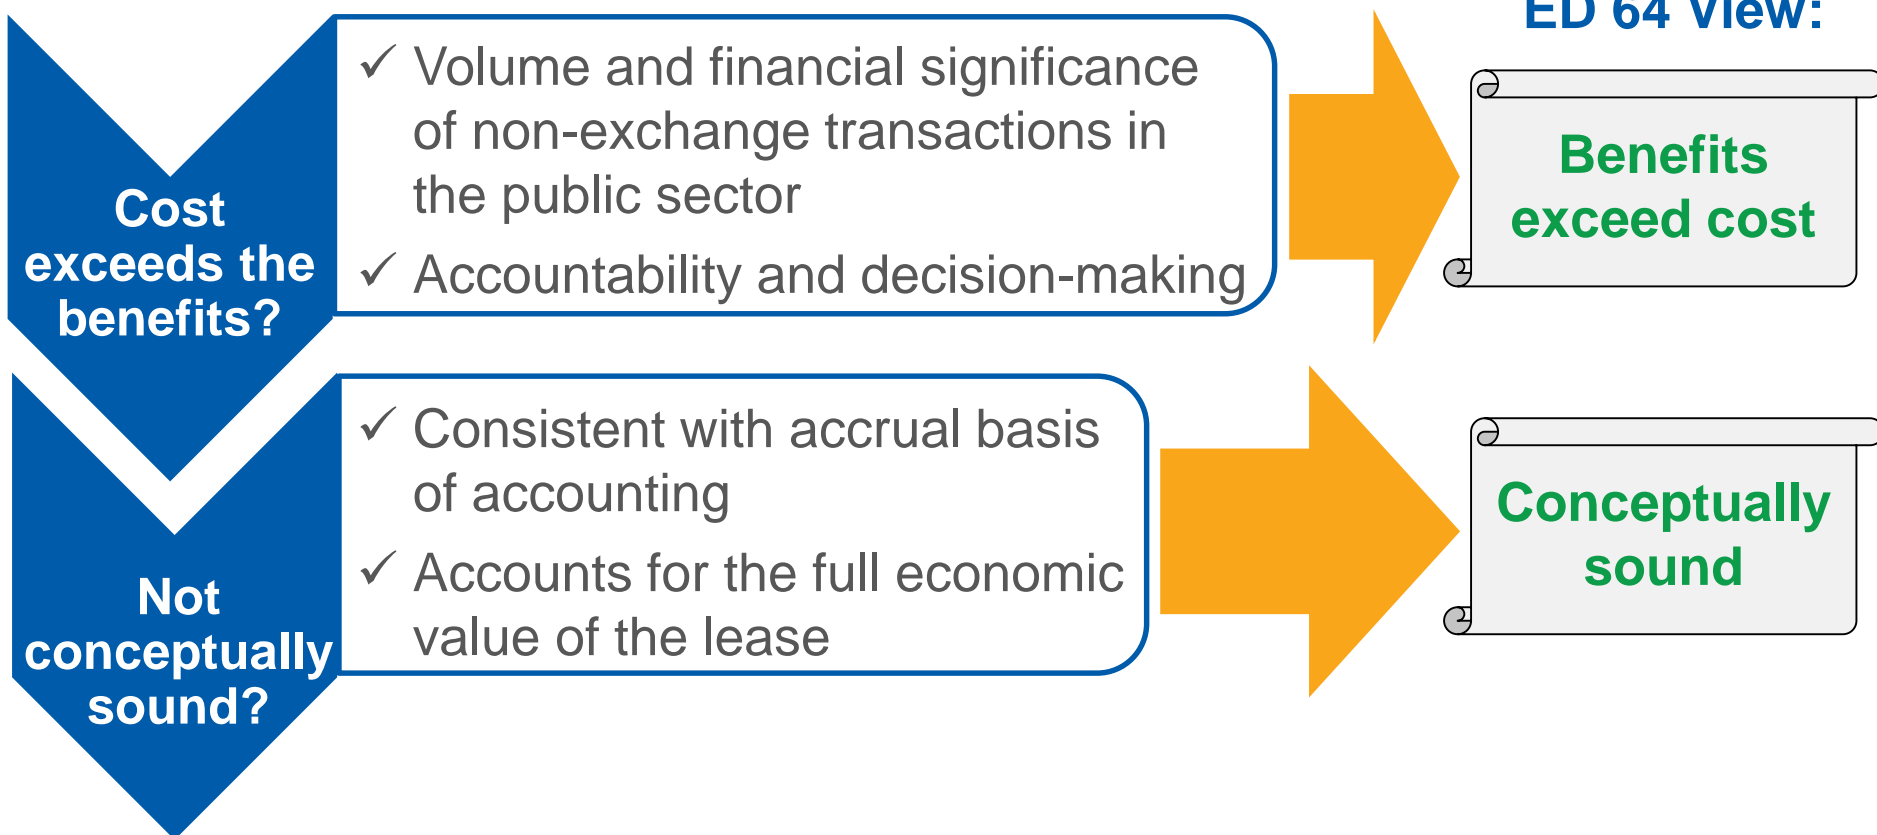 ED 64 View:
Cost
exceeds the
benefits?
✓ Volume and financial significance
of non-exchange transactions in
the public sector
✓ Accountability and decision-making
Benefits
exceed cost
Not
conceptually
sound?
✓ Consistent with accrual basis
of accounting
✓ Accounts for the full economic
value of the lease
Conceptually
sound